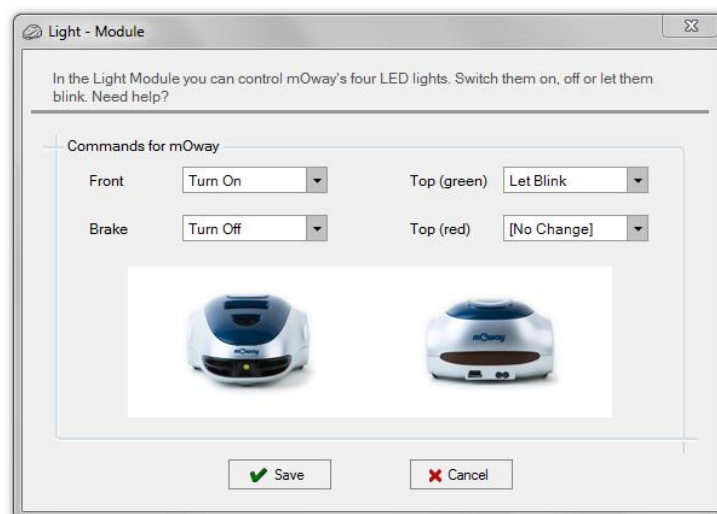 Light - Module
In the Light Module you can control mOway's four LED lights. Switch them on, off or let them
blink. Need help?
Commands for mOway
Front Turn On Top (green) Let Blink
Brake Turn Off Top (red) [No Change]
mOway mOway
Save Cancel